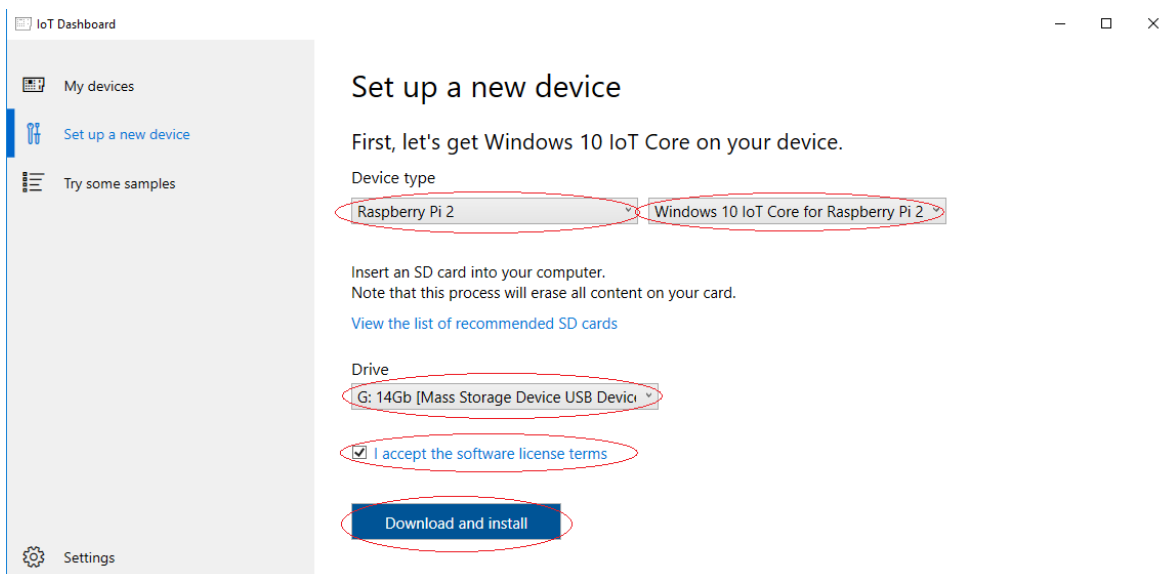 IoT Dashboard
My devices
Set up a new device
Try some samples
Settings
Set up a new device
First, let's get Windows 10 IoT Core on your device.
Device type
Raspberry Pi 2 Windows 10 IoT Core for Raspberry Pi 2
Insert an SD card into your computer.
Note that this process will erase all content on your card.
View the list of recommended SD cards
Drive
G: 14Gb [Mass Storage Device USB Device
I accept the software license terms
Download and install